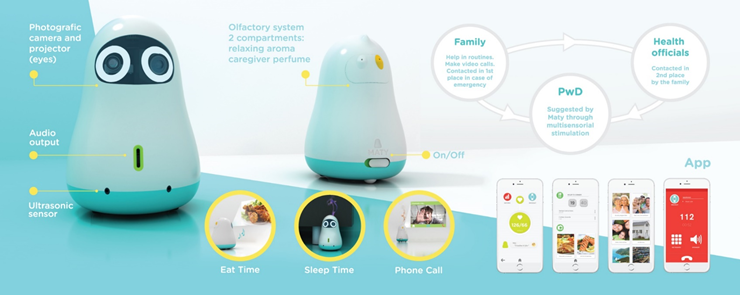 Photografic
camera and
projector
(eyes)
Audio
output
Ultrasonic
sensor
Olfactory system
2 compartments:
relaxing aroma
caregiver perfume
On/Off
Eat Time
Sleep Time
Phone Call
Family
Help in routines.
Make video calls.
Contacted in 1st
place in case of
emergency
Health
officials
Contacted in
2nd place
by the family
PwD
Suggested by
Maty through
multisensorial
stimulation
App
112